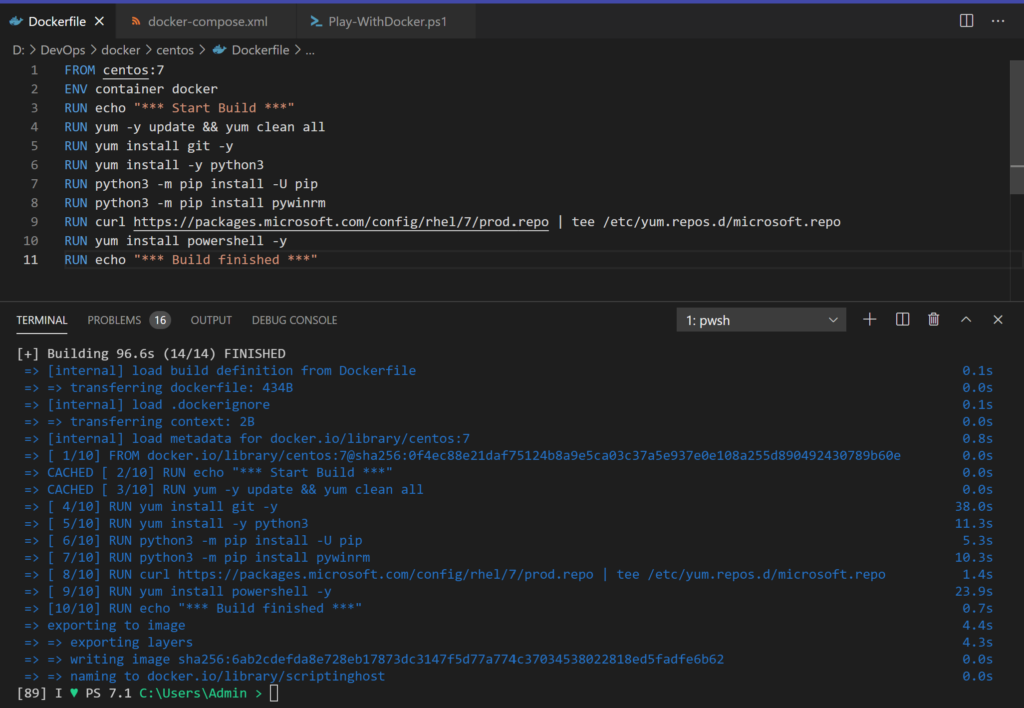 Dockerfile docker-compose.xml Play-WithDocker.ps1
D: > DevOps > docker > centos > Dockerfile > ...
1 FROM centos:7
2 ENV container docker
3 RUN echo "*** Start Build ***"
4 RUN yum -y update && yum clean all
5 RUN yum install git -y
6 RUN yum install -y python3
7 RUN python3 -m pip install -U pip
8 RUN python3 -m pip install pywinrm
9 RUN curl https://packages.microsoft.com/config/rhel/7/prod.repo | tee /etc/yum.repos.d/microsoft.repo
10 RUN yum install powershell -y
11 RUN echo "*** Build finished ***"
TERMINAL PROBLEMS 16 OUTPUT DEBUG CONSOLE 1: pwsh
[+] Building 96.6s (14/14) FINISHED
=> [internal] load build definition from Dockerfile 0.1s
=> => transferring dockerfile: 434B 0.0s
=> [internal] load .dockerignore 0.1s
=> => transferring context: 2B 0.0s
=> [internal] load metadata for docker.io/library/centos:7 0.8s
=> [ 1/10] FROM docker.io/library/centos:7@sha256:0f4ec88e21daf75124b8a9e5ca03c37a5e937e0e108a255d890492430789b60e 0.0s
=> CACHED [ 2/10] RUN echo "*** Start Build ***" 0.0s
=> CACHED [ 3/10] RUN yum -y update && yum clean all 0.0s
=> [ 4/10] RUN yum install git -y 38.0s
=> [ 5/10] RUN yum install -y python3 11.3s
=> [ 6/10] RUN python3 -m pip install -U pip 5.3s
=> [ 7/10] RUN python3 -m pip install pywinrm 10.3s
=> [ 8/10] RUN curl https://packages.microsoft.com/config/rhel/7/prod.repo | tee /etc/yum.repos.d/microsoft.repo 1.4s
=> [ 9/10] RUN yum install powershell -y 23.9s
=> [10/10] RUN echo "*** Build finished ***" 0.7s
=> exporting to image 4.4s
=> => exporting layers 4.3s
=> => writing image sha256:6ab2cdefda8e728eb17873dc3147f5d77a774c37034538022818ed5fadfe6b62 0.0s
=> => naming to docker.io/library/scriptinghost 0.0s
[89] I ♥ PS 7.1 C:\Users\Admin >